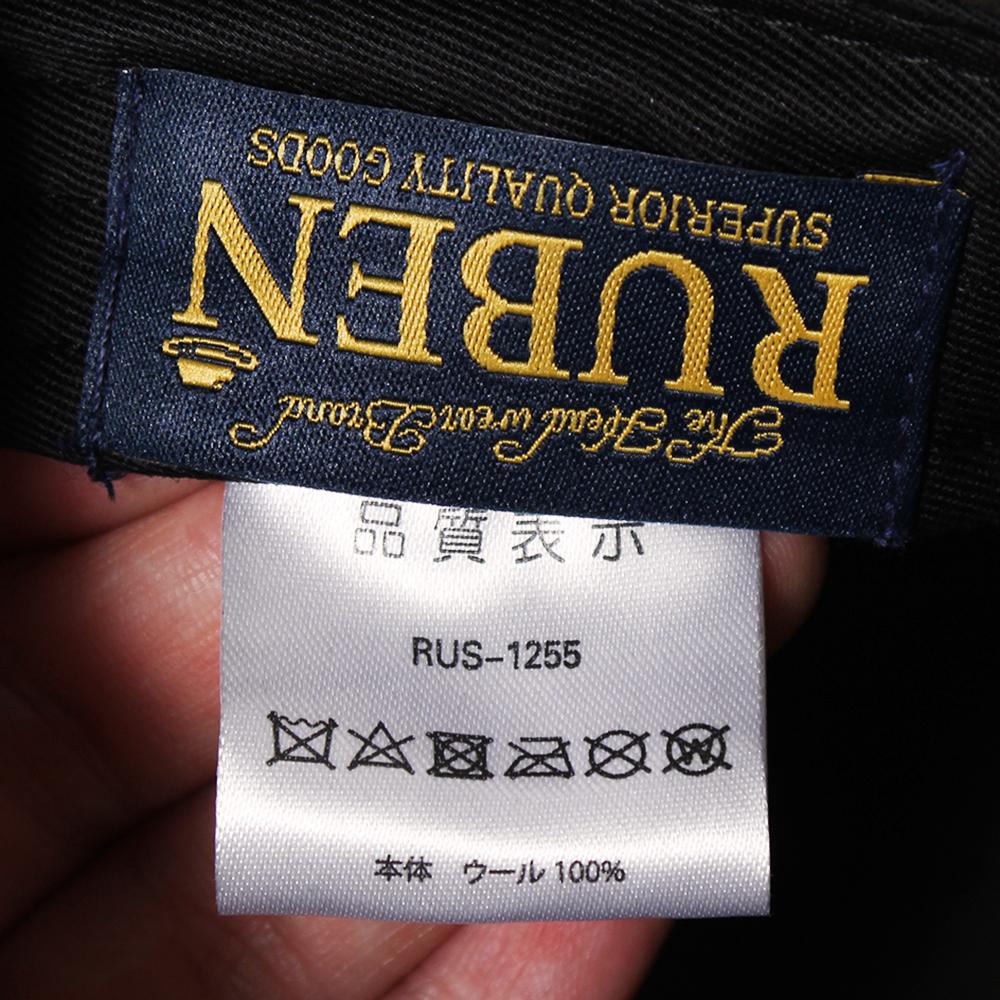 The Headwear Brand
RUBEN
SUPERIOR QUALITY GOODS
品質表示
RUS-1255
本体 ウール 100%